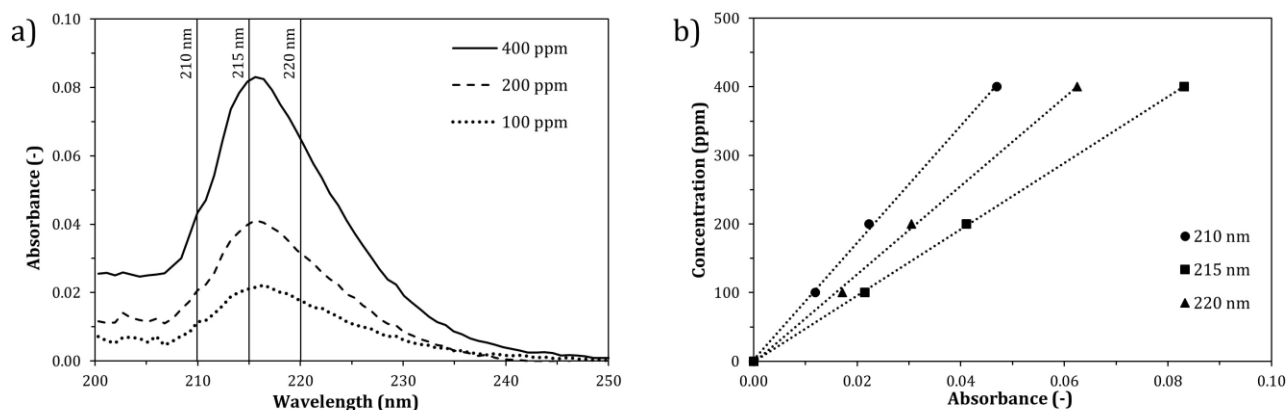 a)
0.10
0.08
0.06
0.04
0.02
0.00
Absorbance (-)
210 nm
215 nm
220 nm
400 ppm
200 ppm
100 ppm
200
210
220
230
240
250
Wavelength (nm)
b)
500
400
300
200
100
0
Concentration (ppm)
210 nm
215 nm
220 nm
0.00
0.02
0.04
0.06
0.08
0.10
Absorbance (-)